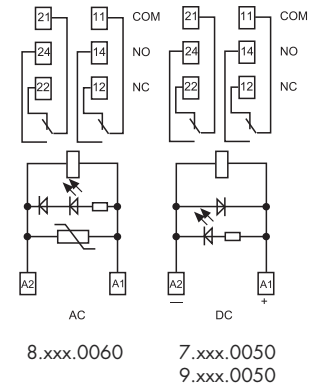 21 11 COM 21 11 COM
24 14 NO 24 14 NO
22 12 NC 22 12 NC
A2 A1 A2 A1
— +
AC DC
8.xxx.0060 7.xxx.0050
9.xxx.0050